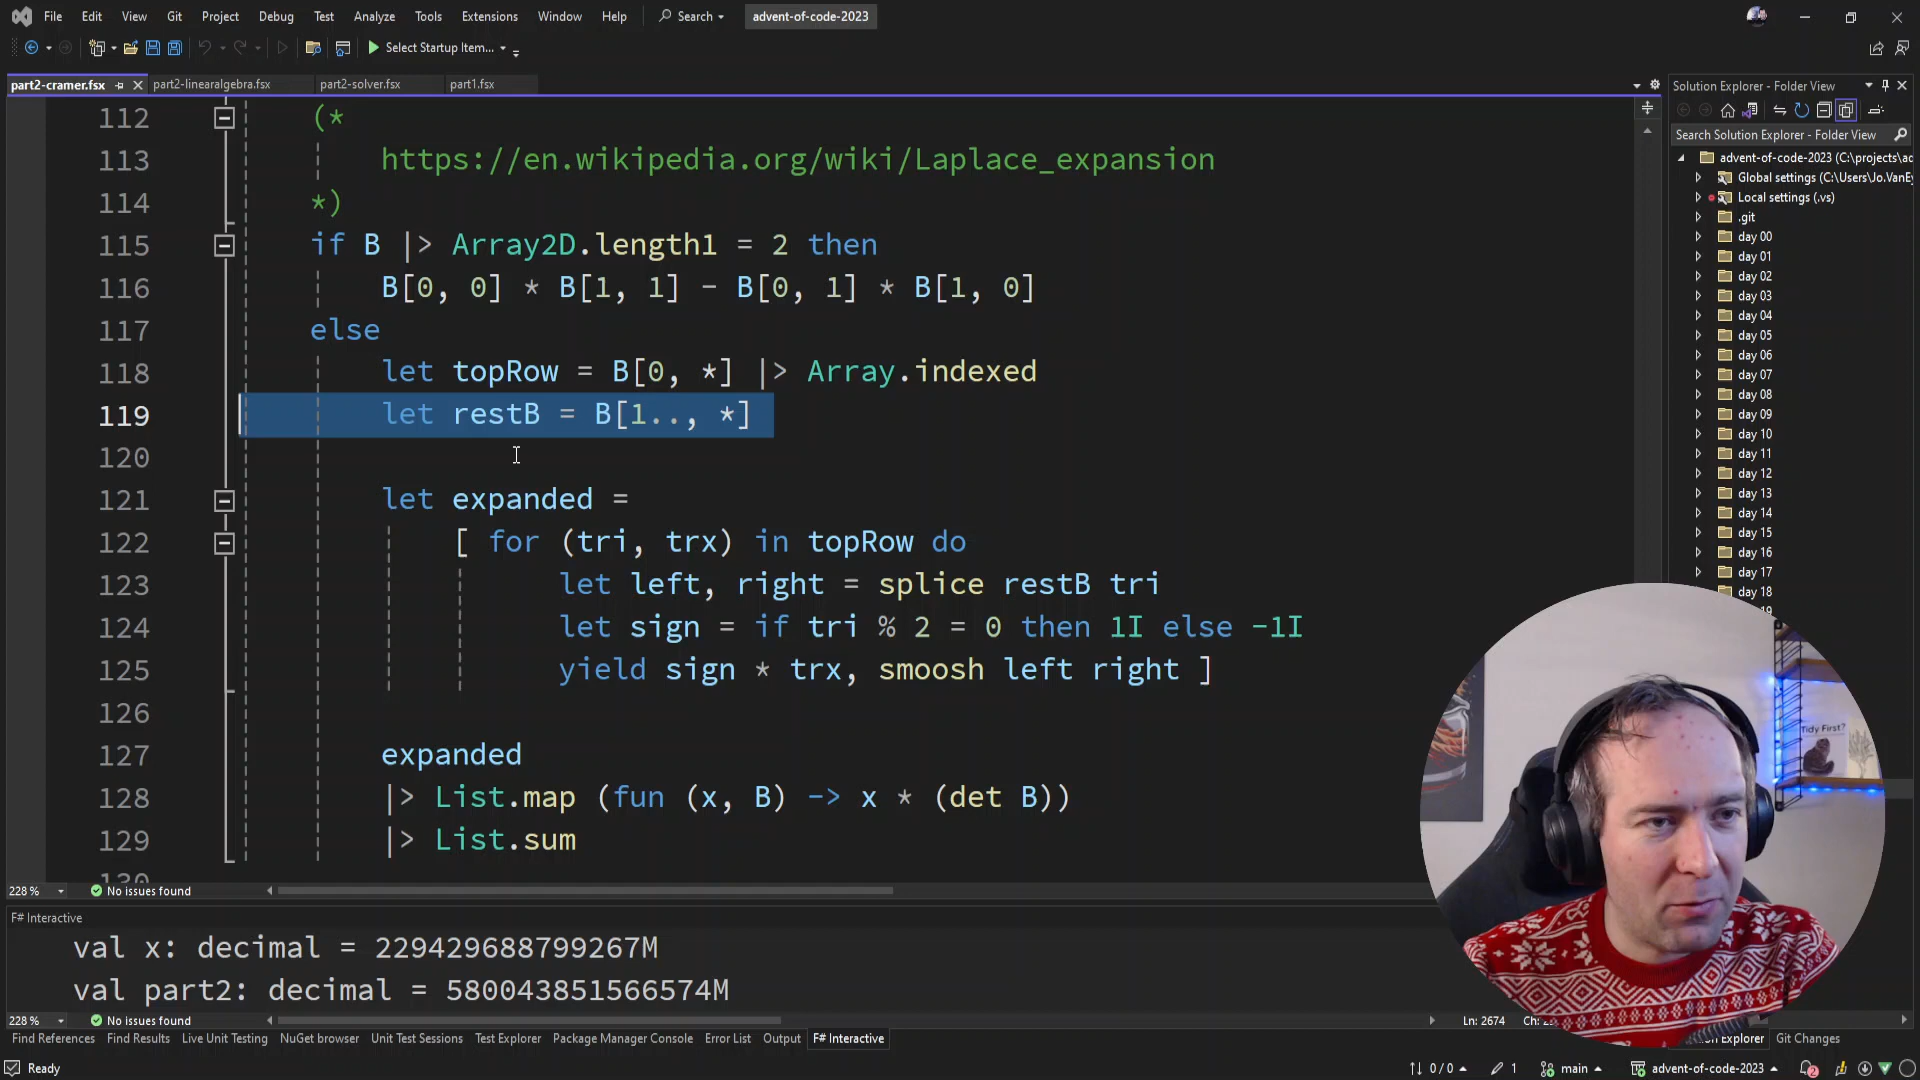 File Edit View Git Project Debug Test Analyze Tools Extensions Window Help Search advent-of-code-2023
Select Startup Item...
part2-cramer.fsx part2-linearalgebra.fsx part2-solver.fsx part1.fsx
112 (*
113 https://en.wikipedia.org/wiki/Laplace_expansion
114 *)
115 if B |> Array2D.length1 = 2 then
116 B[0, 0] * B[1, 1] - B[0, 1] * B[1, 0]
117 else
118 let topRow = B[0, *] |> Array.indexed
119 let restB = B[1.., *]
120
121 let expanded =
122 [ for (tri, trx) in topRow do
123 let left, right = splice restB tri
124 let sign = if tri % 2 = 0 then 1I else -1I
125 yield sign * trx, smoosh left right ]
126
127 expanded
128 |> List.map (fun (x, B) -> x * (det B))
129 |> List.sum
228 % No issues found
F# Interactive
val x: decimal = 229429688799267M
val part2: decimal = 580043851566574M
228 % No issues found Ln: 2674
Find References Find Results Live Unit Testing NuGet browser Unit Test Sessions Test Explorer Package Manager Console Error List Output F# Interactive
Ready
Solution Explorer - Folder View
Search Solution Explorer - Folder View
advent-of-code-2023 (C:\projects\ad
Global settings (C:\Users\Jo.VanEy
Local settings (.vs)
.git
day 00
day 01
day 02
day 03
day 04
day 05
day 06
day 07
day 08
day 09
day 10
day 11
day 12
day 13
day 14
day 15
day 16
day 17
day 18
Tidy First?
Explorer Git Changes
0 / 0 1 main advent-of-code-2023